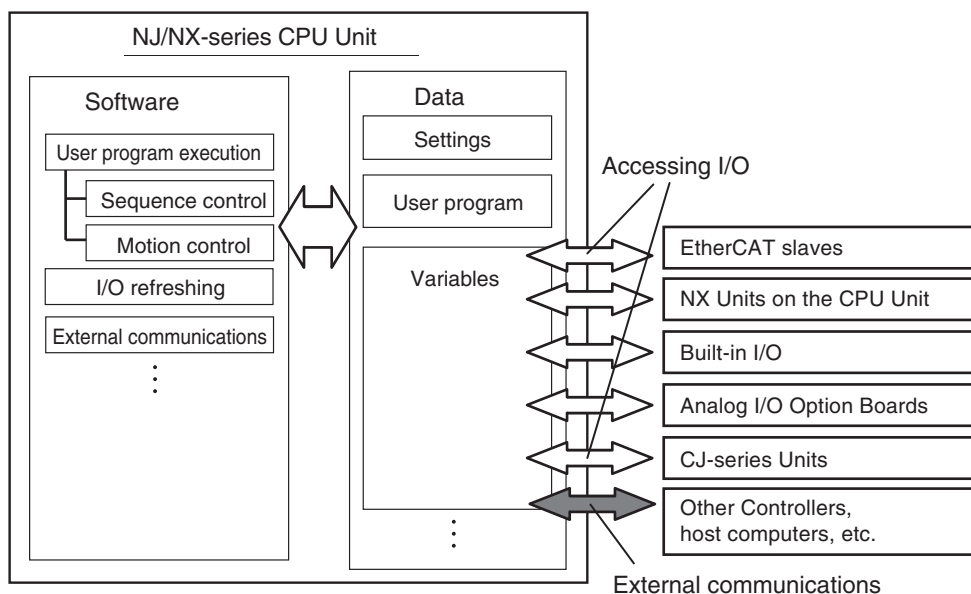 NJ/NX-series CPU Unit
Software
User program execution
Sequence control
Motion control
I/O refreshing
External communications
Data
Settings
User program
Variables
Accessing I/O
EtherCAT slaves
NX Units on the CPU Unit
Built-in I/O
Analog I/O Option Boards
CJ-series Units
Other Controllers,
host computers, etc.
External communications